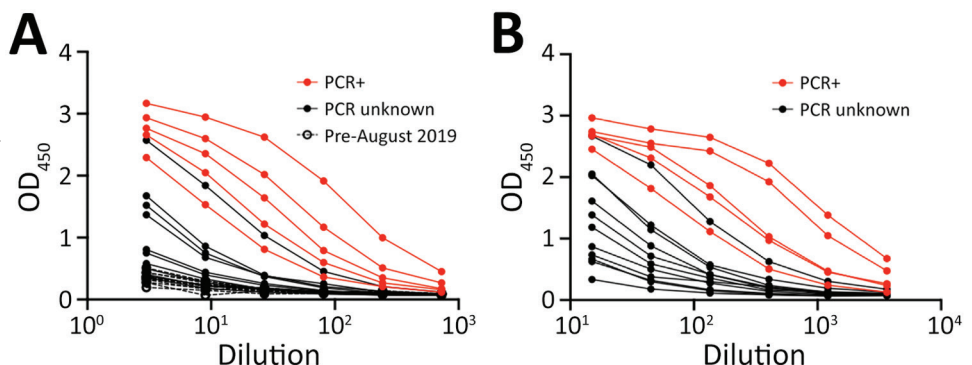 A
4
3
2
1
0
OD450
10^0
10^1
10^2
10^3
Dilution
PCR+
PCR unknown
Pre-August 2019
B
4
3
2
1
0
OD450
10^1
10^2
10^3
10^4
Dilution
PCR+
PCR unknown